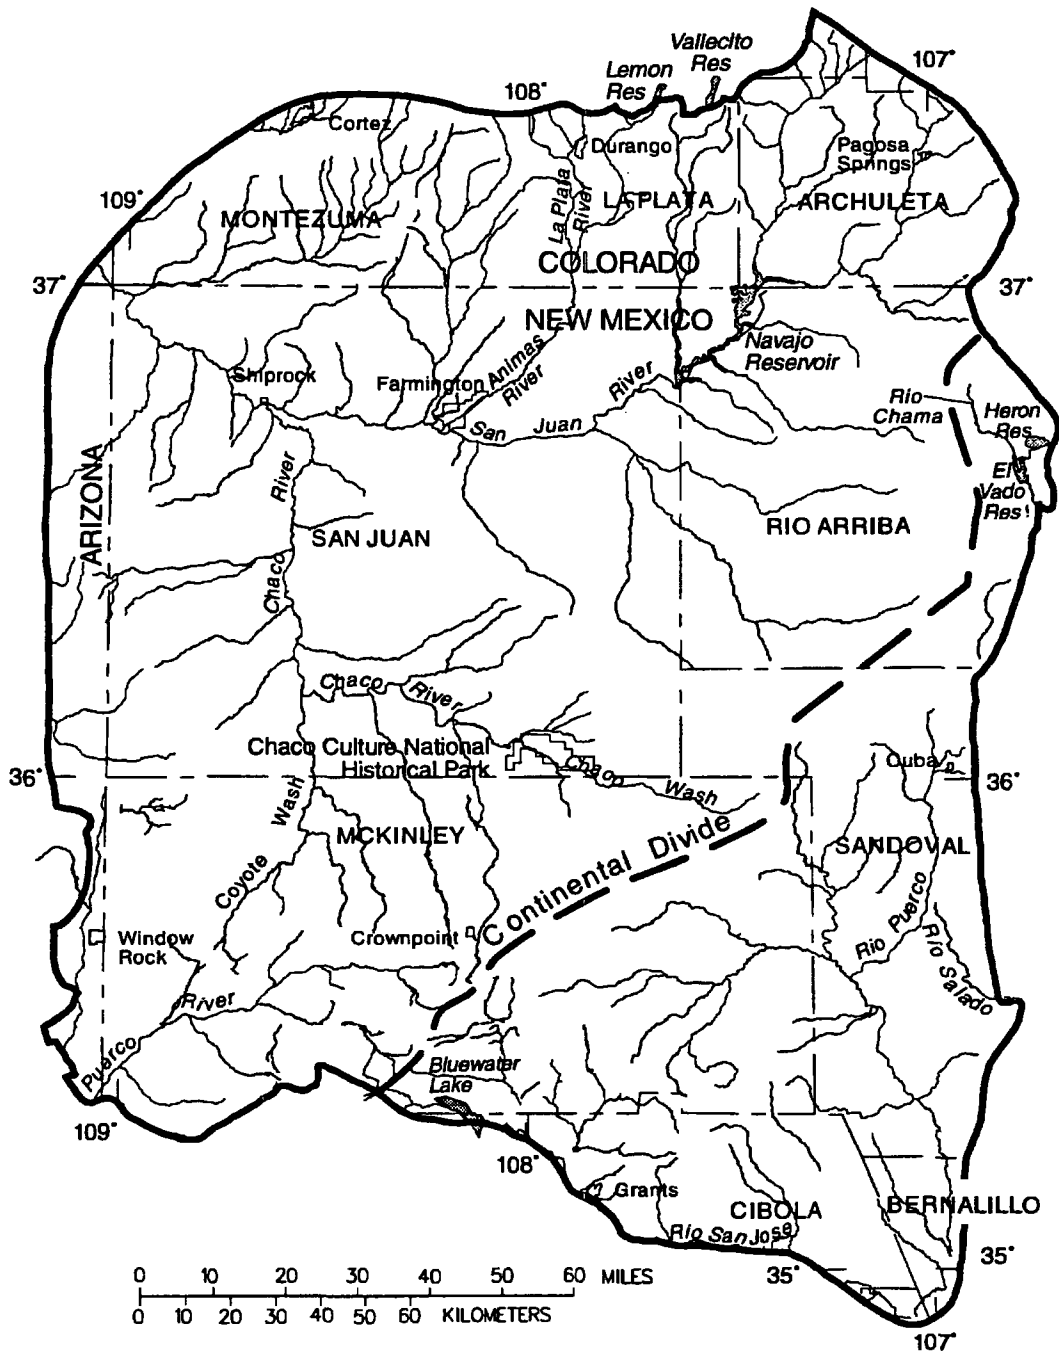 Vallecito
Res
107°
Lemon
Res
108°
Cortez
Durango
Pagosa
Springs
109°
MONTEZUMA
La Plata
River
LA PLATA
ARCHULETA
COLORADO
37°
37°
NEW MEXICO
Navajo
Reservoir
Shiprock
Farmington
Animas
River
River
Rio
Chama
Heron
Res
San
Juan
ARIZONA
River
El
Vado
Res
SAN JUAN
RIO ARRIBA
Chaco
Chaco
River
Chaco Culture National
Historical Park
Chaco
Wash
Cuba
36°
36°
Wash
MCKINLEY
Continental Divide
SANDOVAL
Coyote
Rio Puerco
Window
Rock
Crownpoint
Rio Salado
River
Puerco
Bluewater
Lake
109°
108°
Grants
CIBOLA
BERNALILLO
Rio San Jose
35°
35°
0 10 20 30 40 50 60 MILES
0 10 20 30 40 50 60 KILOMETERS
107°